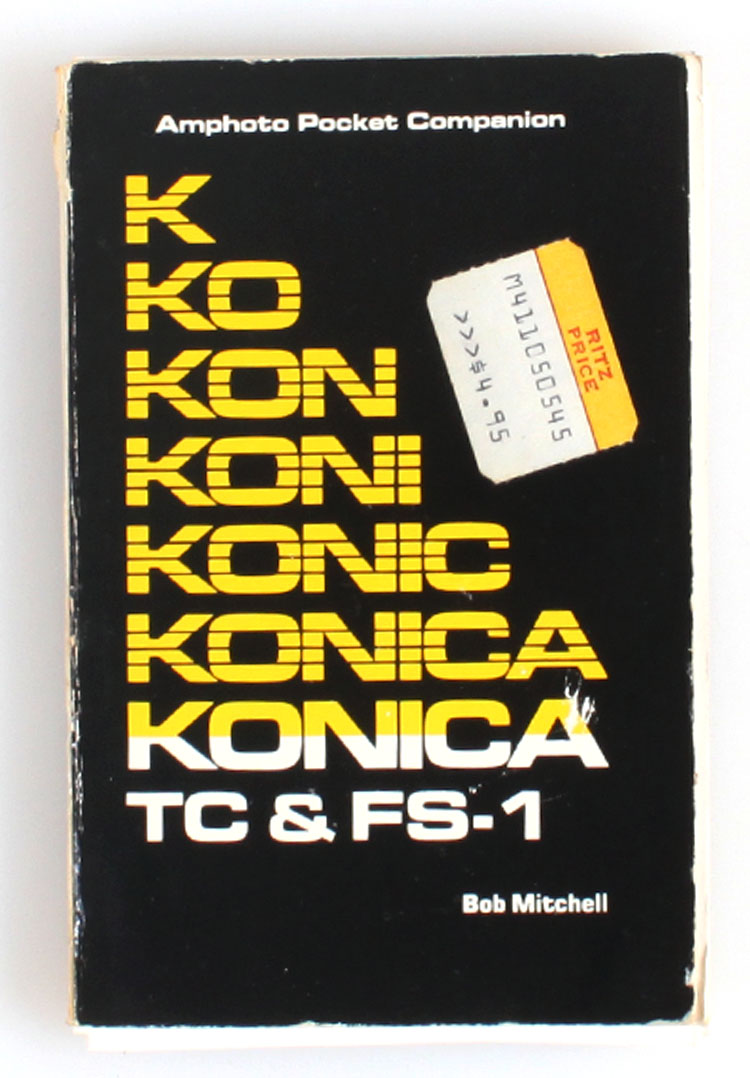 Amphoto Pocket Companion
K
KO
KON
KONI
KONIC
KONICA
KONICA
TC & FS-1
Bob Mitchell
RITZ
PRICE
M411050545
>>>$4.95